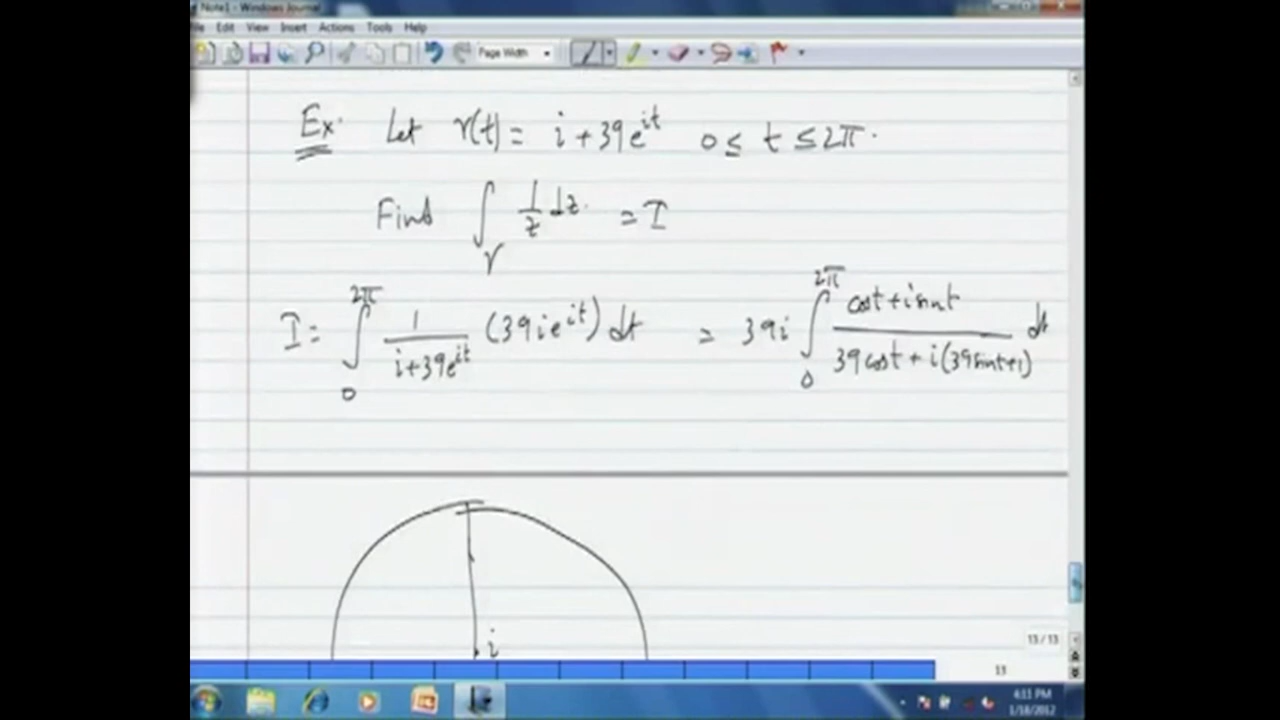 Note1 - Windows Journal
File Edit View Insert Actions Tools Help
Page Width
Ex. Let γ(t) = i + 39e^{it} 0 ≤ t ≤ 2π.
Find ∫_γ 1/z dz. = I
I = ∫_0^{2π} 1/(i+39e^{it}) (39ie^{it}) dt = 39i ∫_0^{2π} (cost + i sint)/(39cost + i(39sint+1)) dt
i
13 / 13
13
4:11 PM
1/18/2012